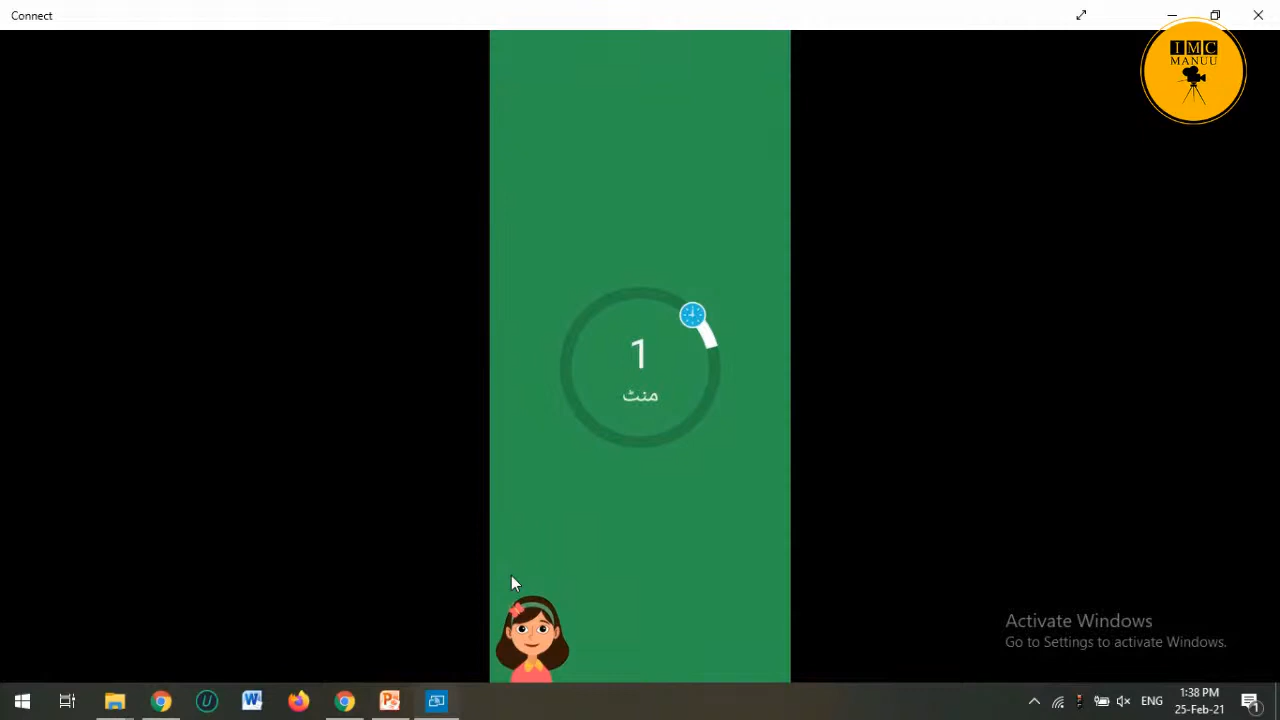 Connect
IMC
MANUU
1
منٹ
Activate Windows
Go to Settings to activate Windows.
ENG
1:38 PM
25-Feb-21